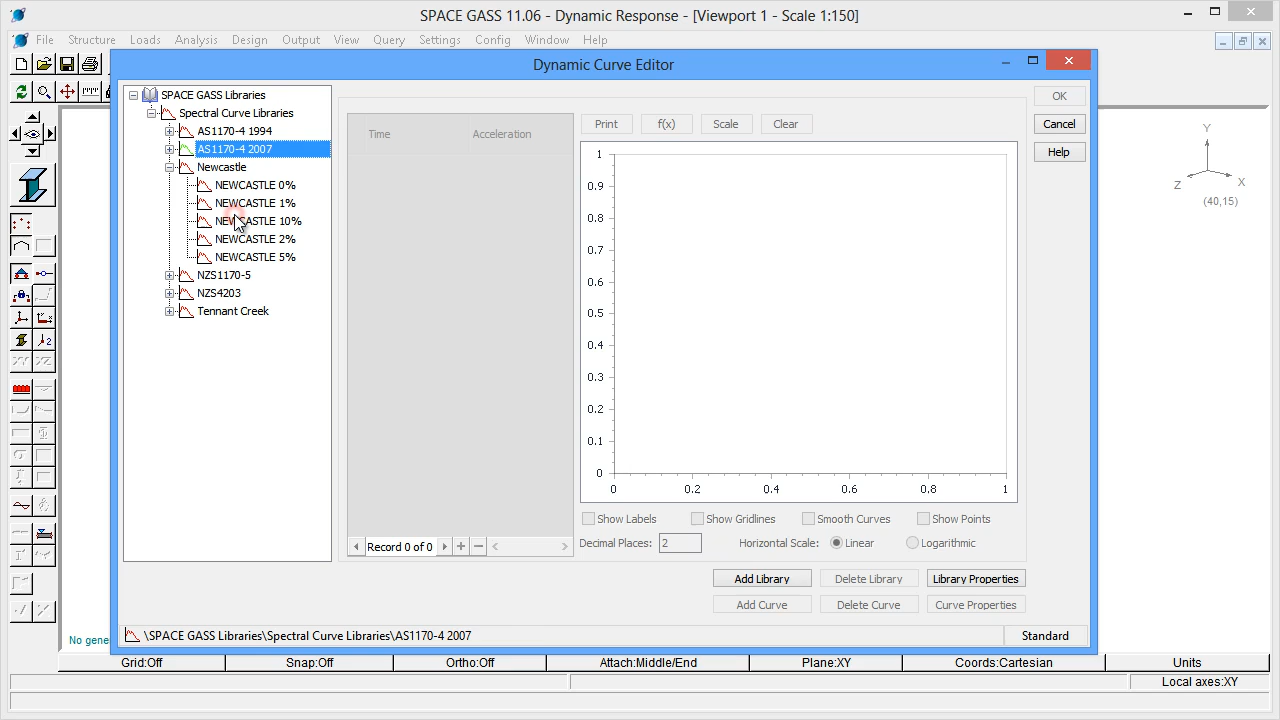 SPACE GASS 11.06 - Dynamic Response - [Viewport 1 - Scale 1:150]
File Structure Loads Analysis Design Output View Query Settings Config Window Help
Dynamic Curve Editor
SPACE GASS Libraries
Spectral Curve Libraries
AS1170-4 1994
AS1170-4 2007
Newcastle
NEWCASTLE 0%
NEWCASTLE 1%
NEWCASTLE 10%
NEWCASTLE 2%
NEWCASTLE 5%
NZS1170-5
NZS4203
Tennant Creek
Time Acceleration
Record 0 of 0
Print f(x) Scale Clear
OK
Cancel
Help
1
0.9
0.8
0.7
0.6
0.5
0.4
0.3
0.2
0.1
0
0 0.2 0.4 0.6 0.8 1
Show Labels Show Gridlines Smooth Curves Show Points
Decimal Places: 2 Horizontal Scale: Linear Logarithmic
Add Library Delete Library Library Properties
Add Curve Delete Curve Curve Properties
\SPACE GASS Libraries\Spectral Curve Libraries\AS1170-4 2007 Standard
Y
Z X
(40,15)
No gene
Grid:Off Snap:Off Ortho:Off Attach:Middle/End Plane:XY Coords:Cartesian Units
Local axes:XY